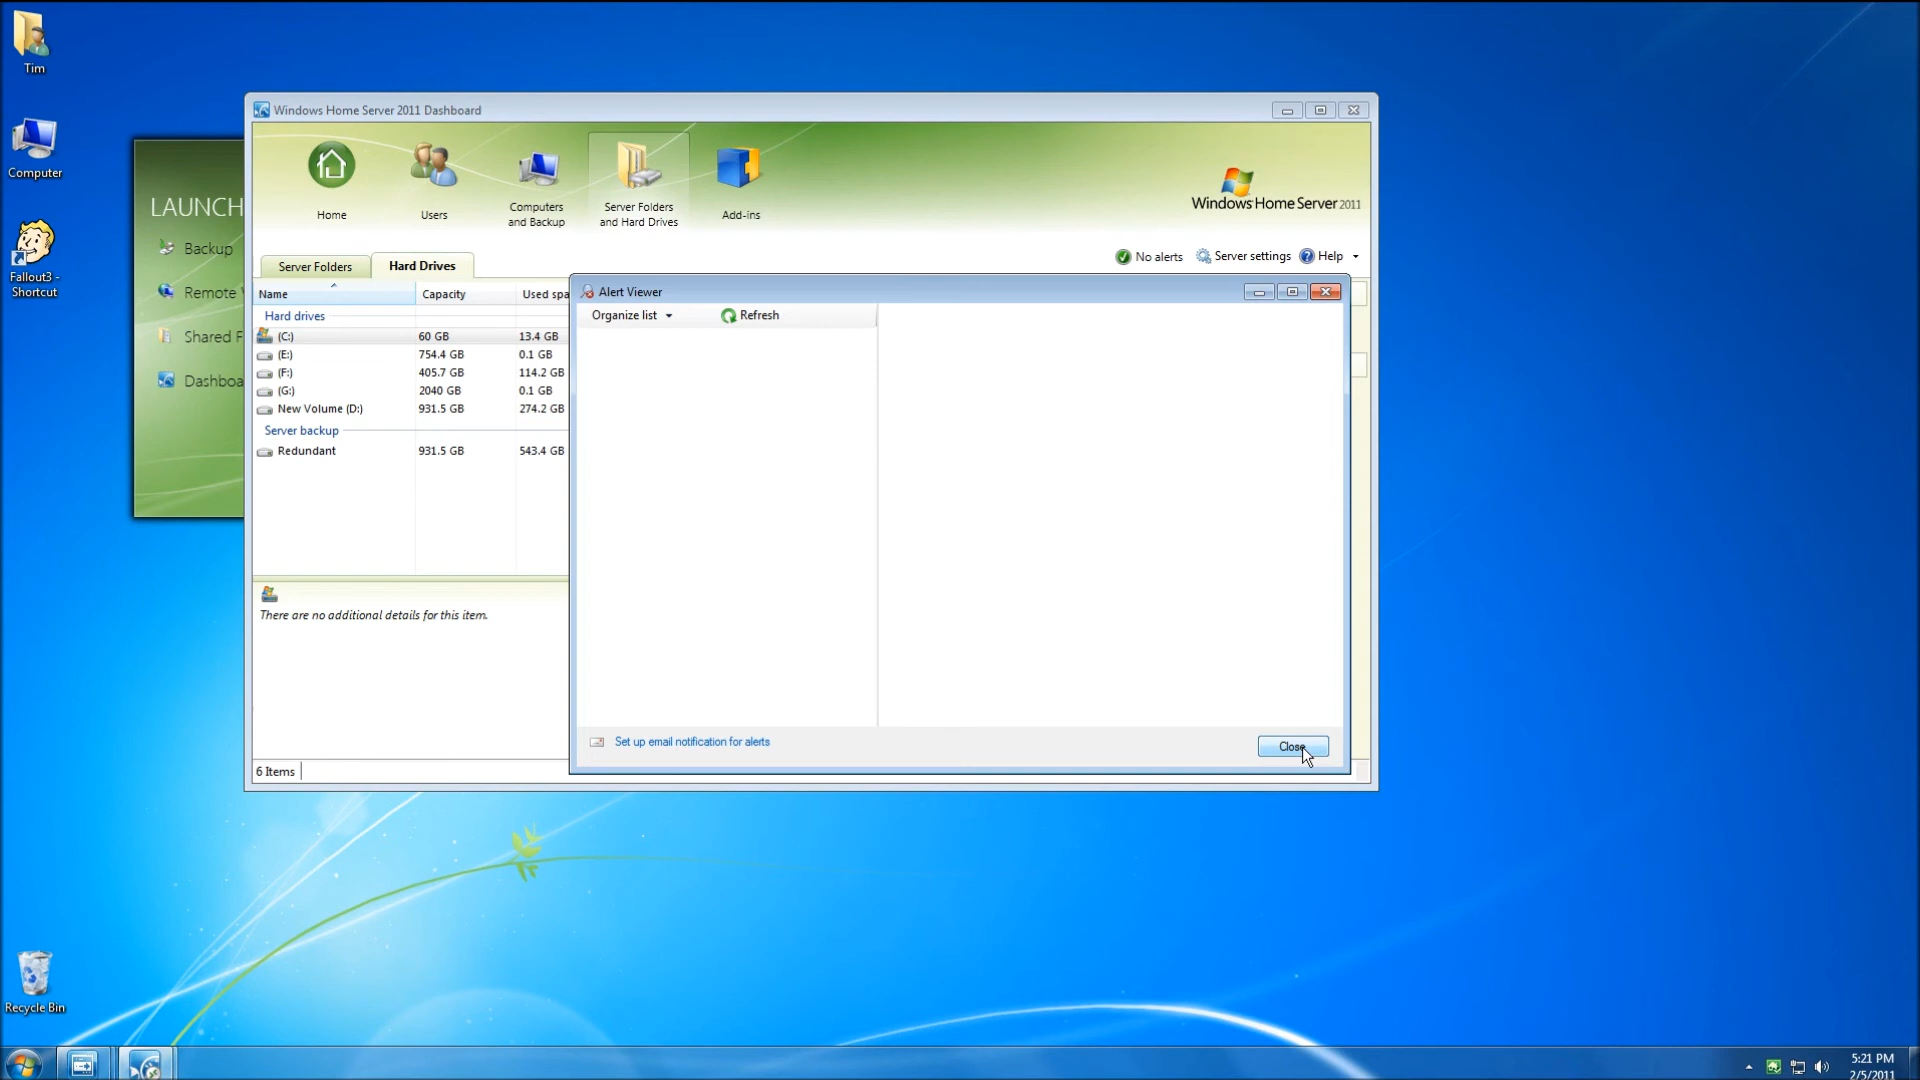 Tim
Computer
Fallout3 -
Shortcut
Recycle Bin
LAUNCH
Backup
Remote
Shared F
Dashboa
Windows Home Server 2011 Dashboard
Home
Users
Computers
and Backup
Server Folders
and Hard Drives
Add-ins
Windows Home Server 2011
No alerts
Server settings
Help
Server Folders
Hard Drives
Name
Capacity
Used spa
Hard drives
(C:) 60 GB 13.4 GB
(E:) 754.4 GB 0.1 GB
(F:) 405.7 GB 114.2 GB
(G:) 2040 GB 0.1 GB
New Volume (D:) 931.5 GB 274.2 GB
Server backup
Redundant 931.5 GB 543.4 GB
There are no additional details for this item.
6 Items
Alert Viewer
Organize list
Refresh
Set up email notification for alerts
Close
5:21 PM
2/5/2011